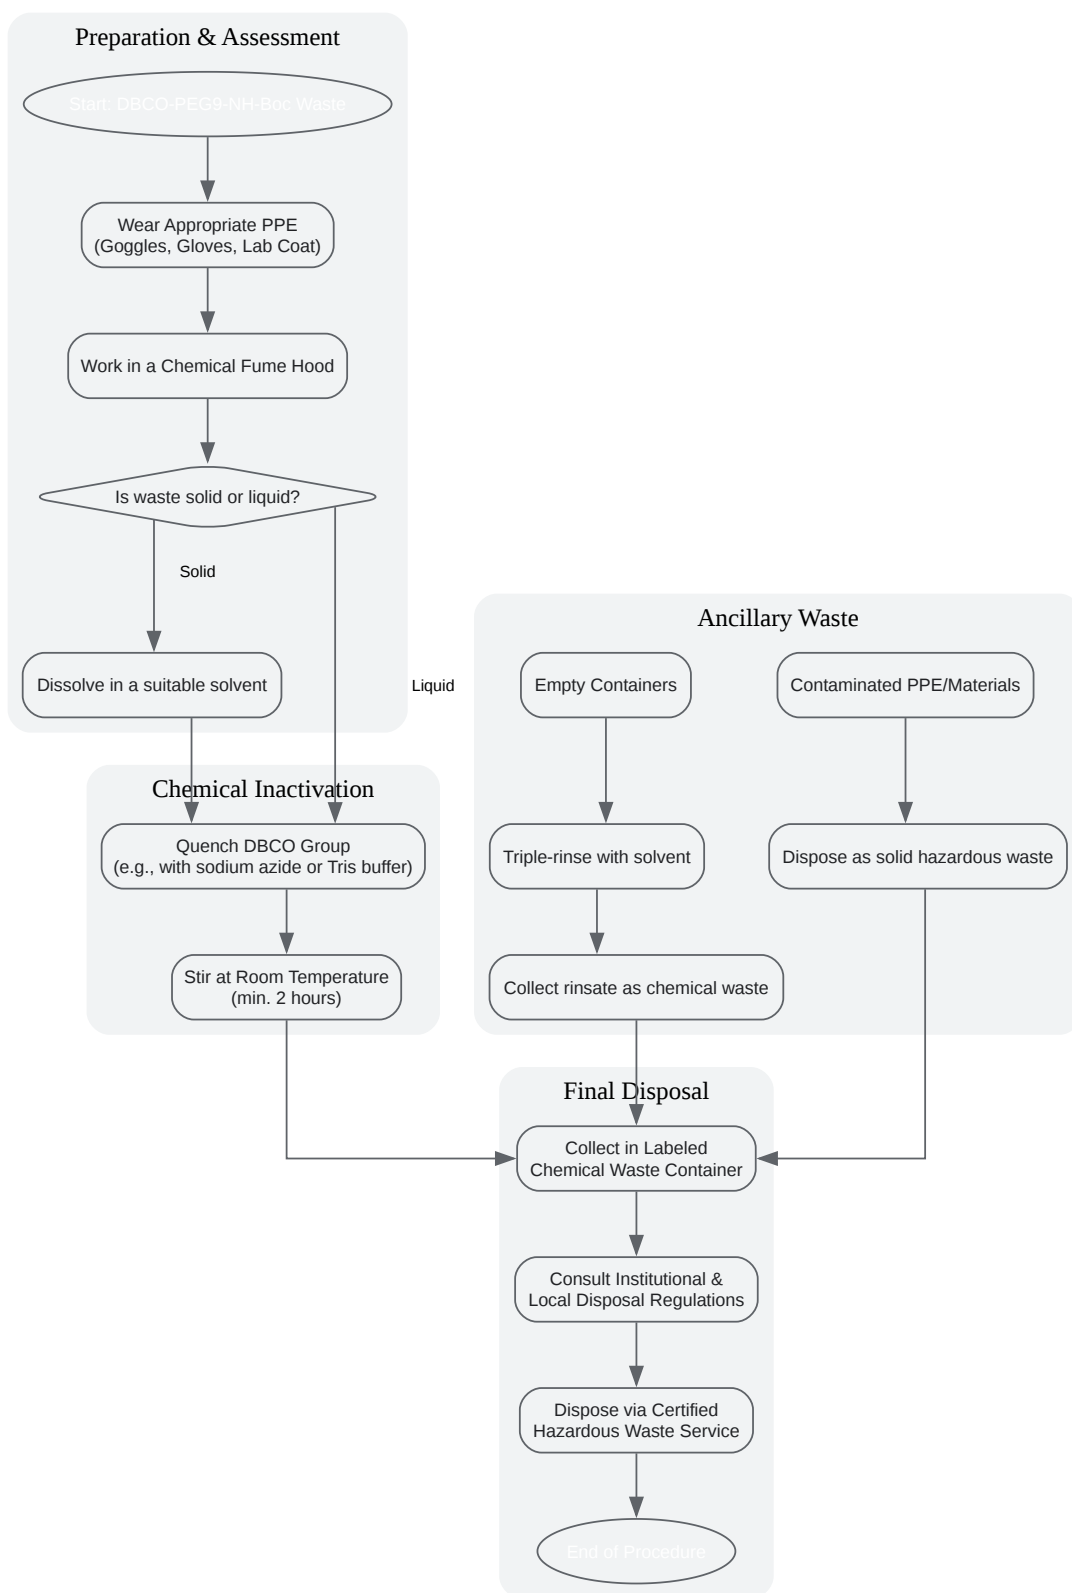 Preparation & Assessment
Start: DBCO-PEG9-NH-Boc Waste
Wear Appropriate PPE
(Goggles, Gloves, Lab Coat)
Work in a Chemical Fume Hood
Is waste solid or liquid?
Solid
Dissolve in a suitable solvent
Liquid
Chemical Inactivation
Quench DBCO Group
(e.g., with sodium azide or Tris buffer)
Stir at Room Temperature
(min. 2 hours)
Ancillary Waste
Empty Containers
Contaminated PPE/Materials
Triple-rinse with solvent
Dispose as solid hazardous waste
Collect rinsate as chemical waste
Final Disposal
Collect in Labeled
Chemical Waste Container
Consult Institutional &
Local Disposal Regulations
Dispose via Certified
Hazardous Waste Service
End of Procedure